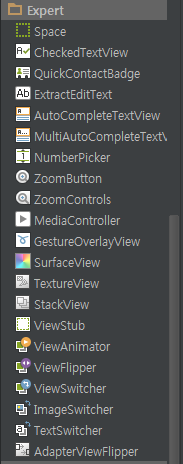 Expert
Space
CheckedTextView
QuickContactBadge
Ab
ExtractEditText
AutoCompleteTextView
MultiAutoCompleteTextV
1
NumberPicker
ZoomButton
ZoomControls
MediaController
GestureOverlayView
SurfaceView
TextureView
StackView
ViewStub
ViewAnimator
ViewFlipper
ViewSwitcher
ImageSwitcher
TextSwitcher
AdapterViewFlipper